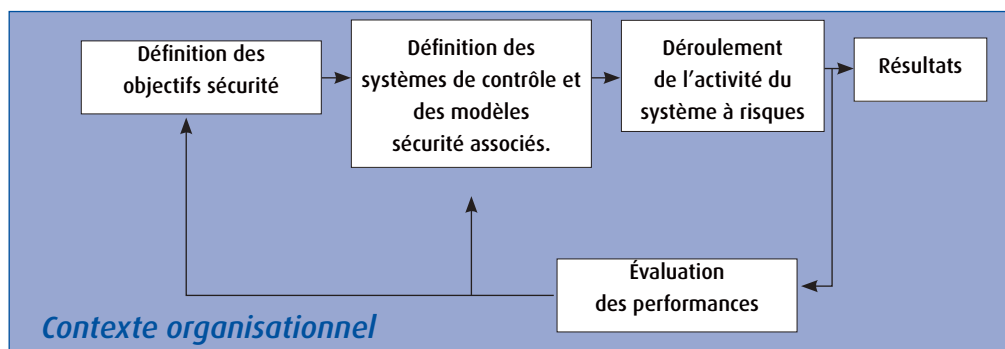 Définition des
objectifs sécurité
Définition des
systèmes de contrôle et
des modèles
sécurité associés.
Déroulement
de l’activité du
système à risques
Résultats
Évaluation
des performances
Contexte organisationnel